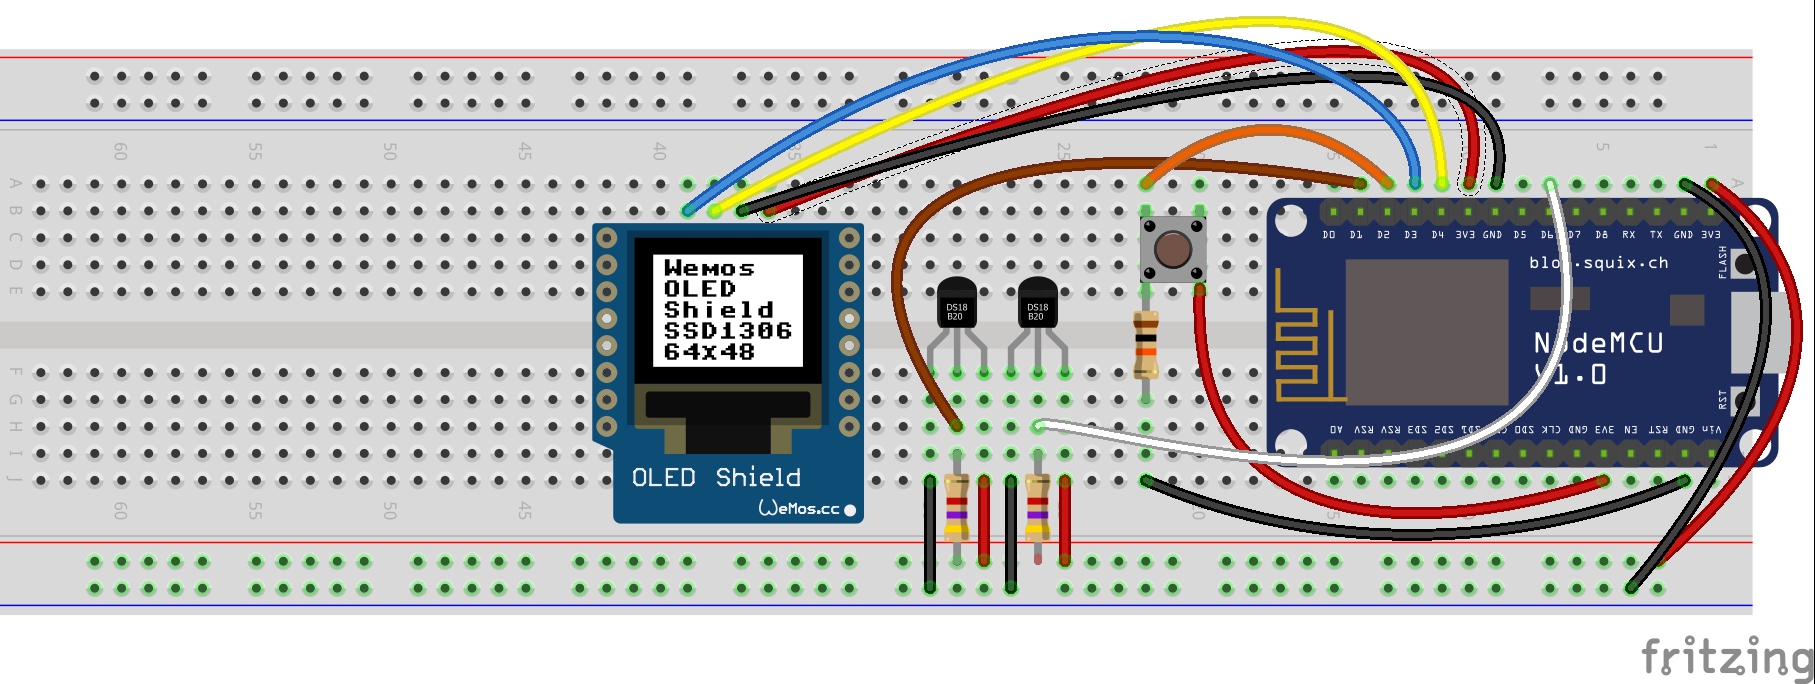 60 55 50 45 40 35 25 5 1
A A
B
C
D
E
F
G
H
I
J
Wemos
OLED
Shield
SSD1306
64x48
OLED Shield
WeMos.cc
DS18
B20
DS18
B20
D0 D1 D2 D3 D4 3V3 GND D5 D6 D7 D8 RX TX GND 3V3
blog.squix.ch
FLASH
NodeMCU
V1.0
RST
A0 RSV RSV SD3 SD2 SD1 SD0 CLK GND 3V3 EN RST GND Vin
60 55 50 45
fritzing